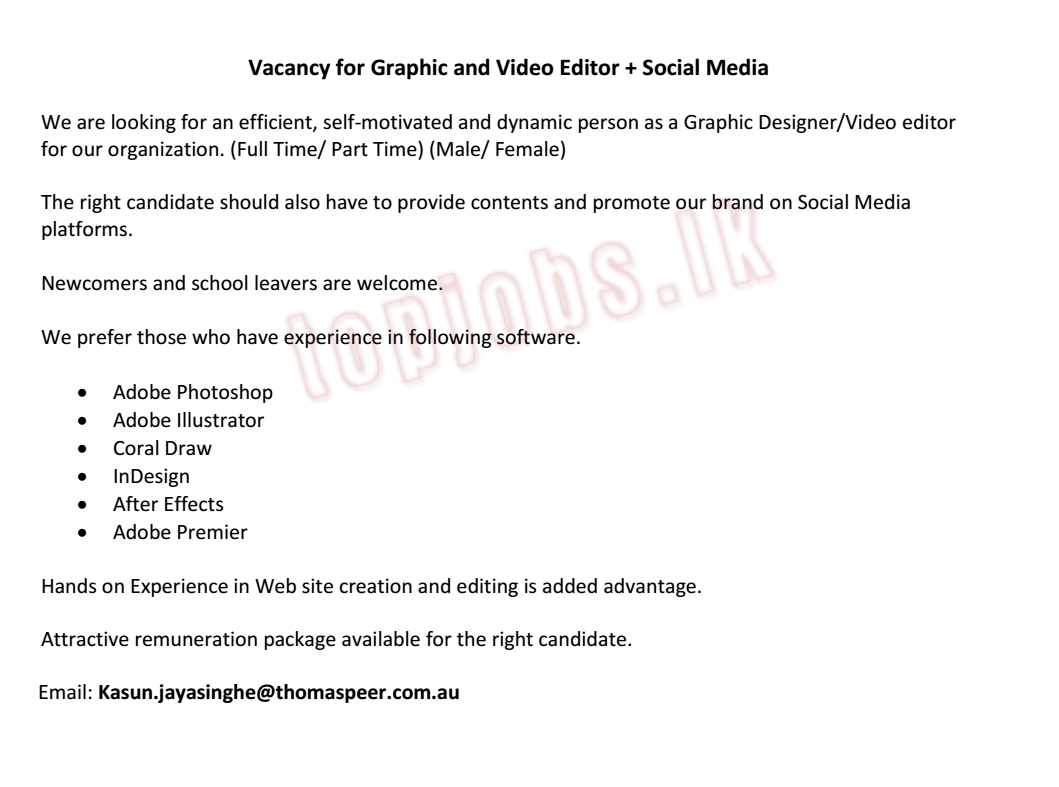 Vacancy for Graphic and Video Editor + Social Media
We are looking for an efficient, self-motivated and dynamic person as a Graphic Designer/Video editor
for our organization. (Full Time/ Part Time) (Male/ Female)
The right candidate should also have to provide contents and promote our brand on Social Media
platforms.
Newcomers and school leavers are welcome.
topjobs.lk
We prefer those who have experience in following software.
• Adobe Photoshop
• Adobe Illustrator
• Coral Draw
• InDesign
• After Effects
• Adobe Premier
Hands on Experience in Web site creation and editing is added advantage.
Attractive remuneration package available for the right candidate.
Email: Kasun.jayasinghe@thomaspeer.com.au